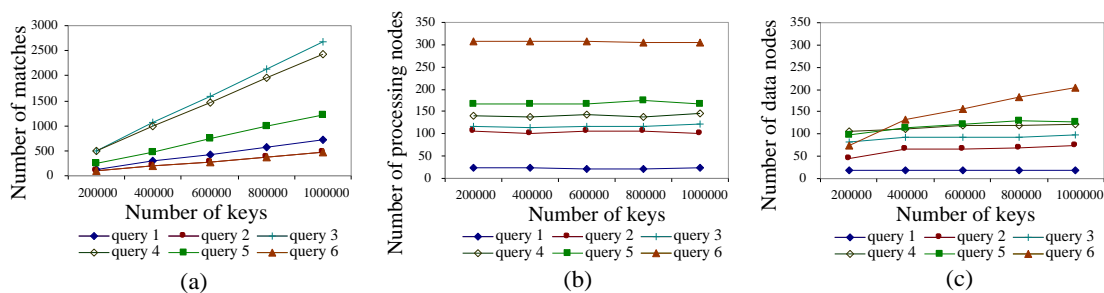 Number of matches
3000
2500
2000
1500
1000
500
0
200000 400000 600000 800000 1000000
Number of keys
query 1 query 2 query 3
query 4 query 5 query 6
(a)
Number of processing nodes
350
300
250
200
150
100
50
0
200000 400000 600000 800000 1000000
Number of keys
query 1 query 2 query 3
query 4 query 5 query 6
(b)
Number of data nodes
350
300
250
200
150
100
50
0
200000 400000 600000 800000 1000000
Number of keys
query 1 query 2 query 3
query 4 query 5 query 6
(c)